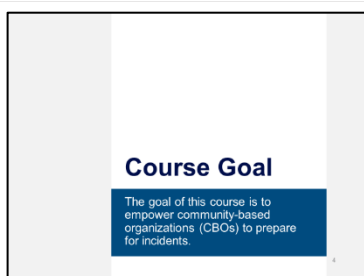 Course Goal
The goal of this course is to
empower community-based
organizations (CBOs) to prepare
for incidents.